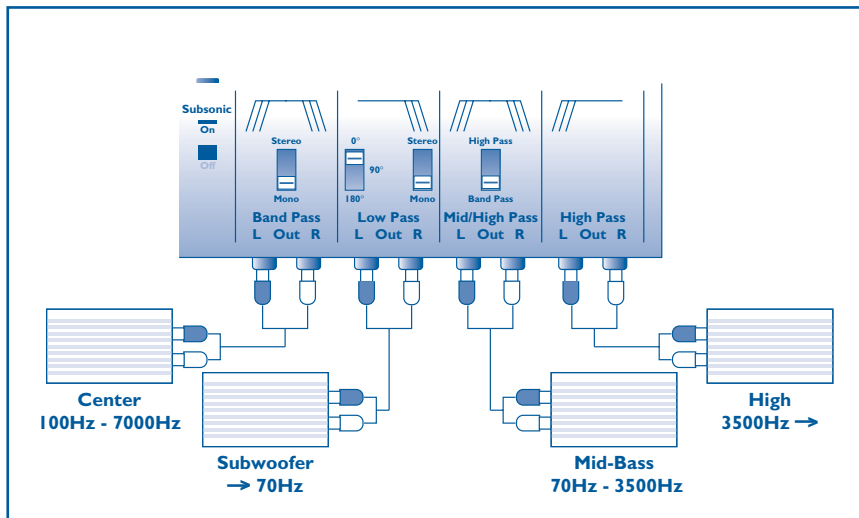 Subsonic
On
Off
Stereo
Mono
Band Pass
L Out R
0°
90°
180°
Stereo
Mono
Low Pass
L Out R
High Pass
Band Pass
Mid/High Pass
L Out R
High Pass
L Out R
Center
100Hz - 7000Hz
Subwoofer
→ 70Hz
Mid-Bass
70Hz - 3500Hz
High
3500Hz →